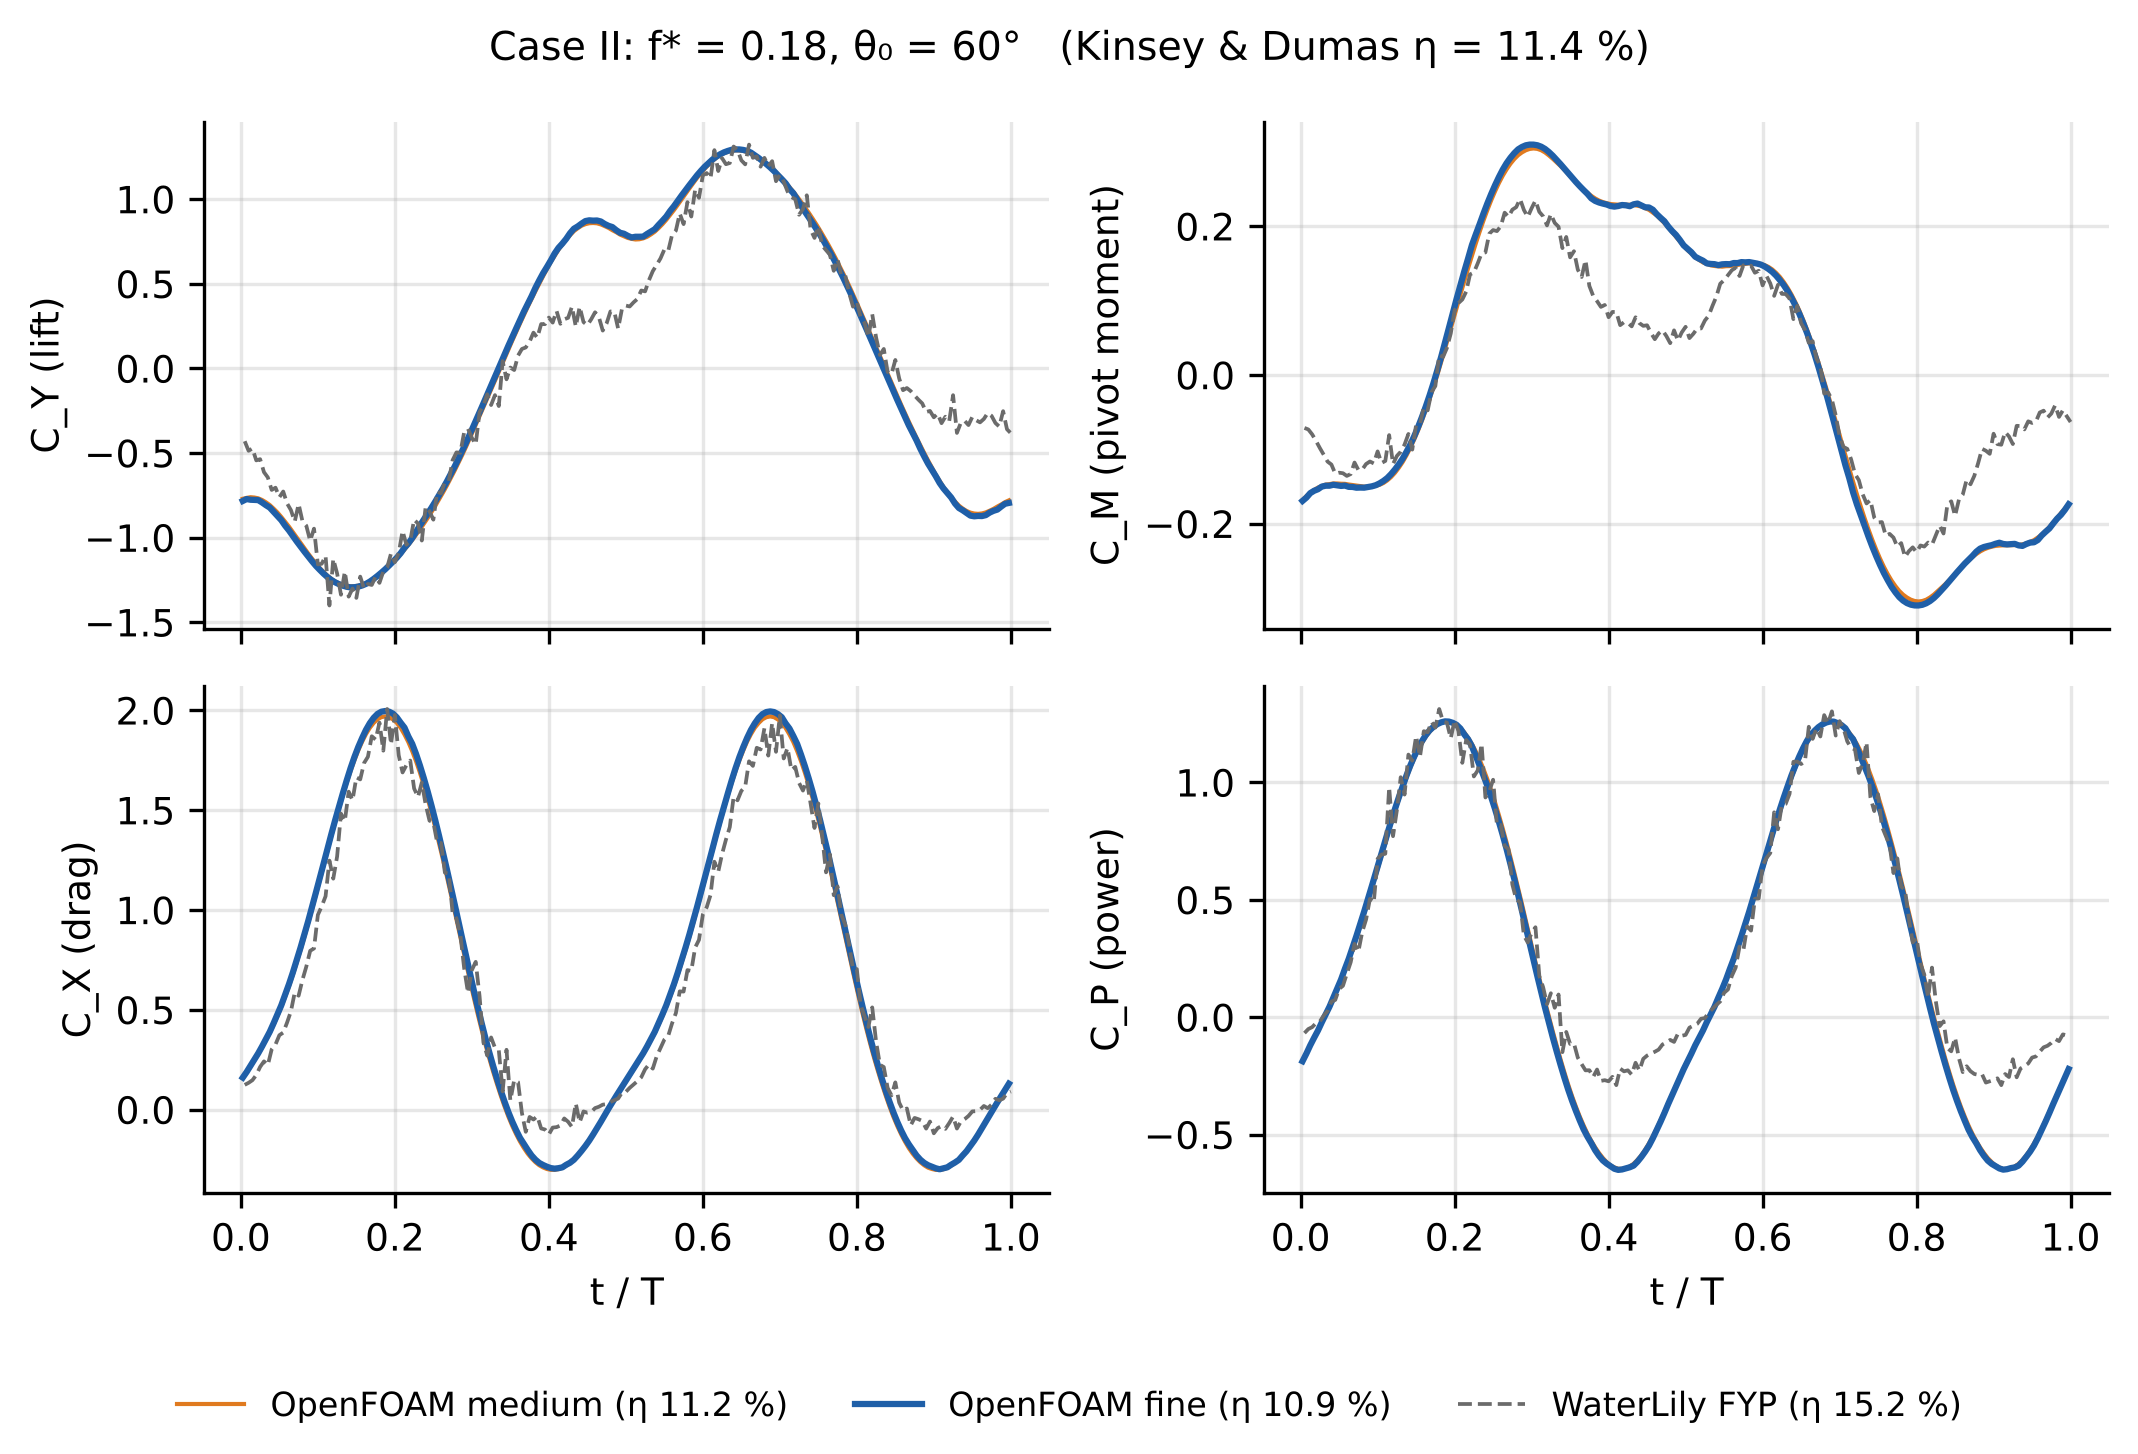 Case II: f* = 0.18, θ₀ = 60°   (Kinsey & Dumas η = 11.4 %)
C_Y (lift)
1.0
0.5
0.0
−0.5
−1.0
−1.5
C_M (pivot moment)
0.2
0.0
−0.2
C_X (drag)
2.0
1.5
1.0
0.5
0.0
0.0 0.2 0.4 0.6 0.8 1.0
t / T
C_P (power)
1.0
0.5
0.0
−0.5
0.0 0.2 0.4 0.6 0.8 1.0
t / T
OpenFOAM medium (η 11.2 %) OpenFOAM fine (η 10.9 %) WaterLily FYP (η 15.2 %)